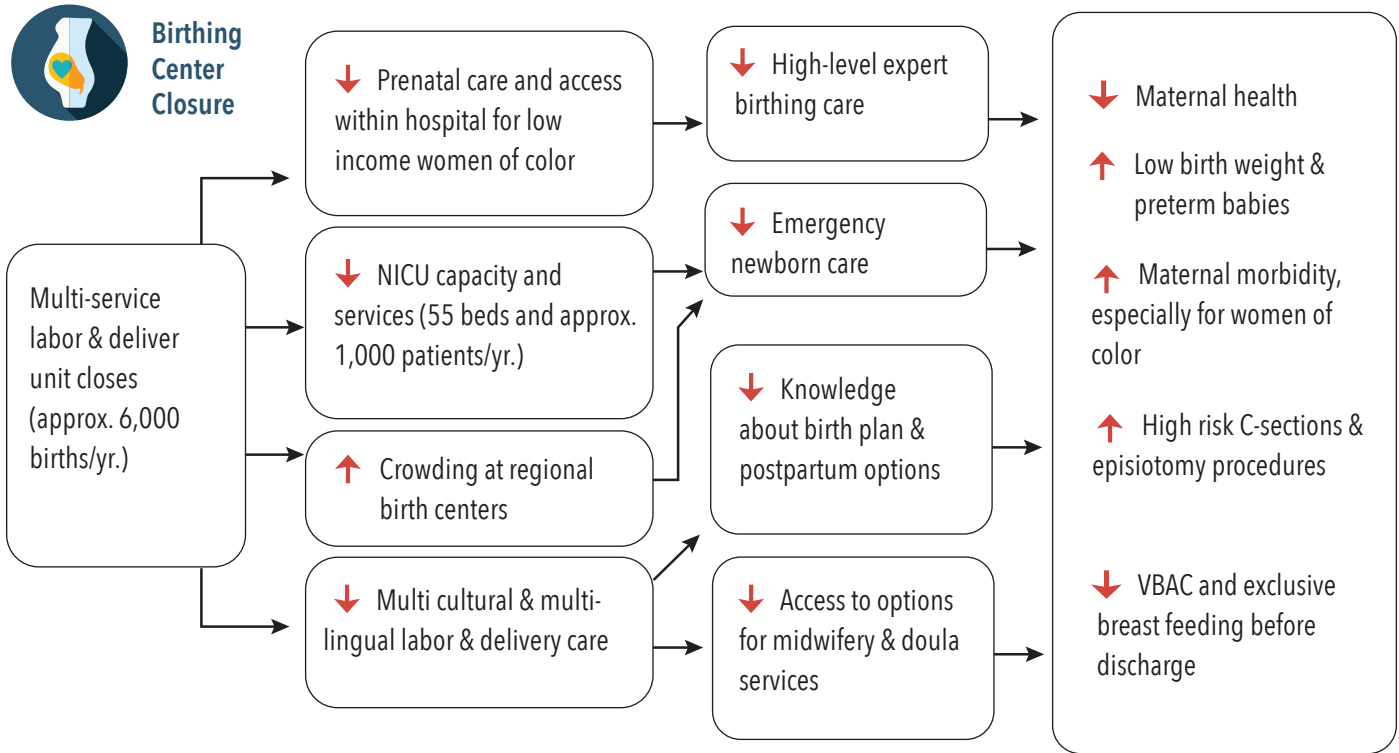 Birthing
Center
Closure
Multi-service
labor & deliver
unit closes
(approx. 6,000
births/yr.)
Prenatal care and access
within hospital for low
income women of color
NICU capacity and
services (55 beds and approx.
1,000 patients/yr.)
Crowding at regional
birth centers
Multi cultural & multi-
lingual labor & delivery care
High-level expert
birthing care
Emergency
newborn care
Knowledge
about birth plan &
postpartum options
Access to options
for midwifery & doula
services
Maternal health
Low birth weight &
preterm babies
Maternal morbidity,
especially for women of
color
High risk C-sections &
episiotomy procedures
VBAC and exclusive
breast feeding before
discharge